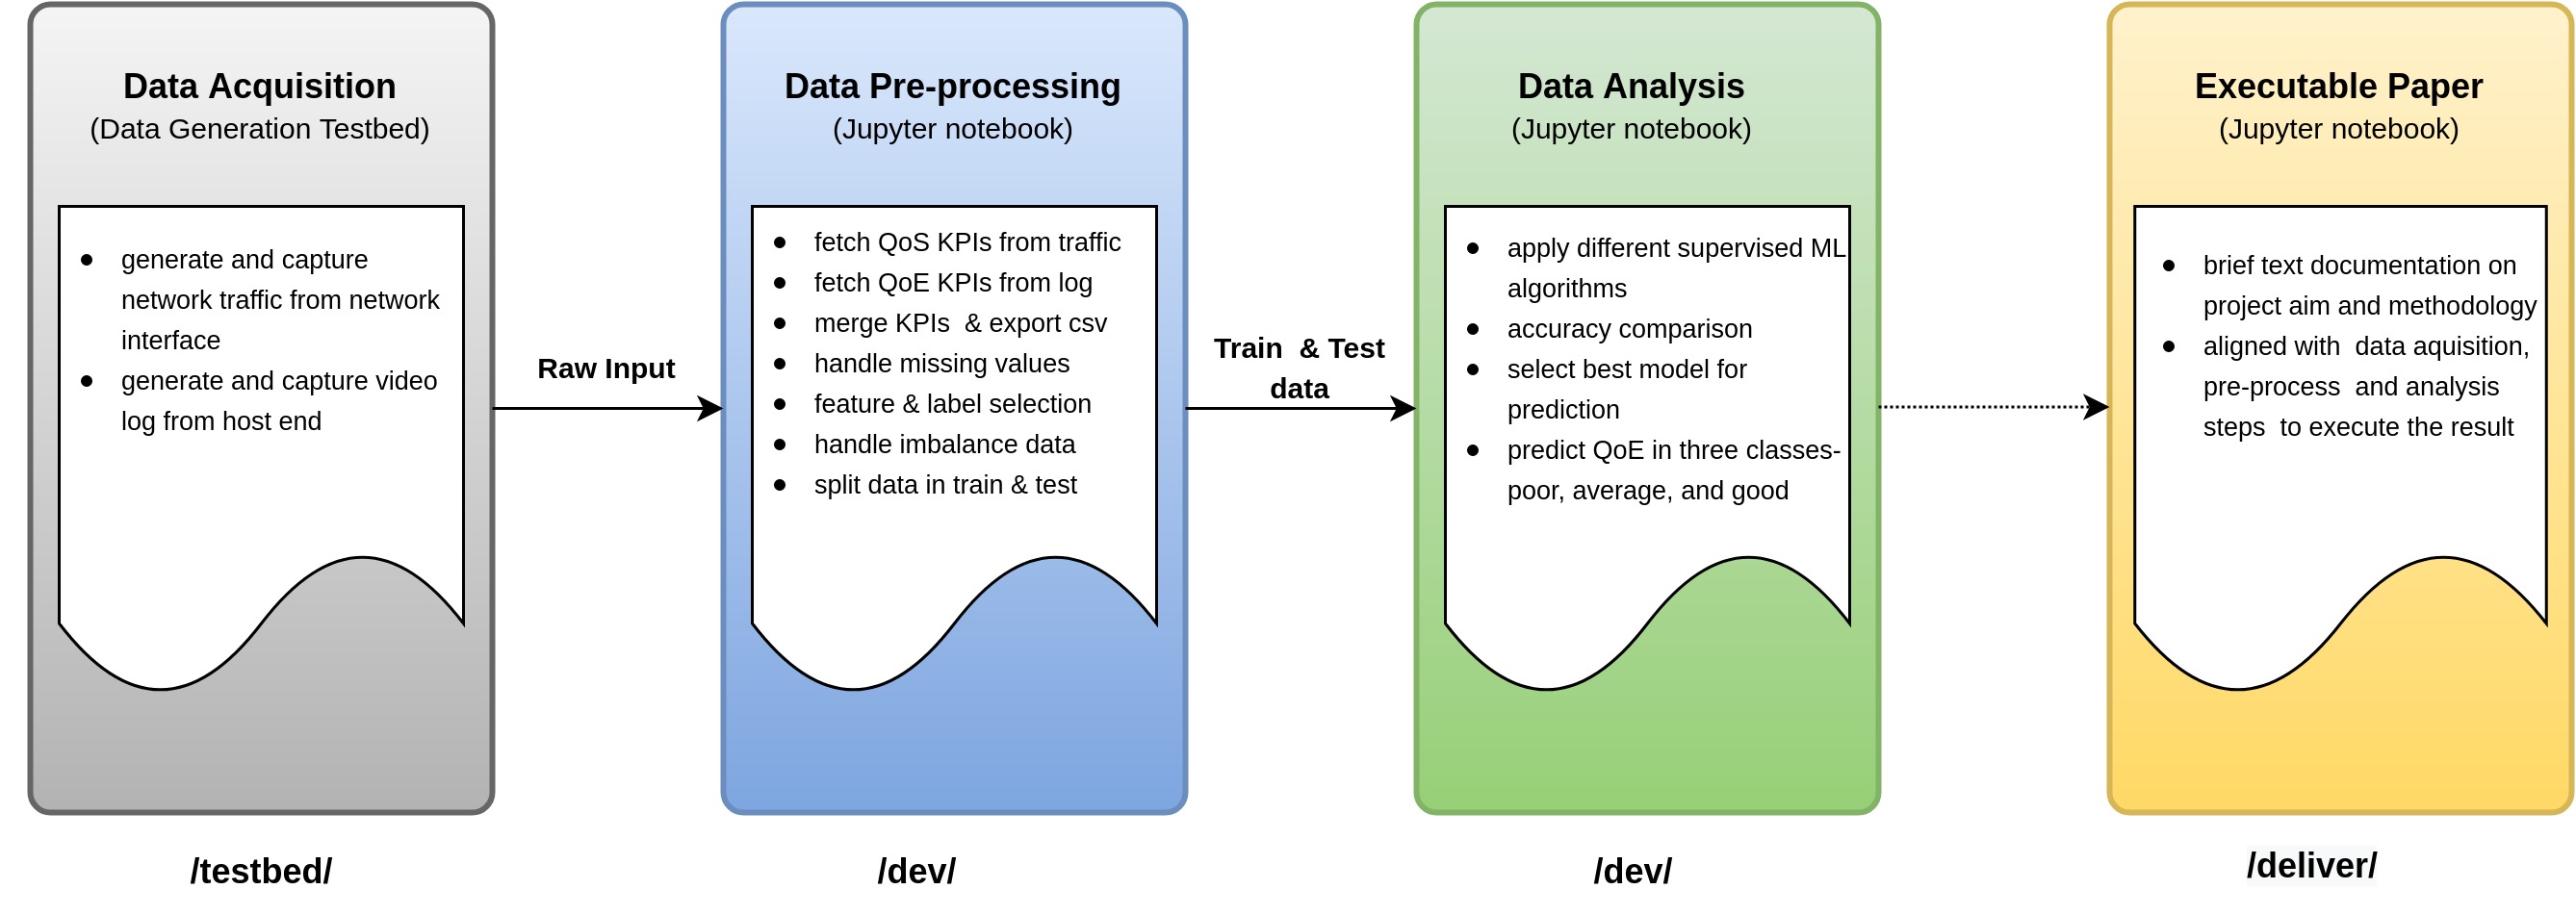 Data Acquisition
(Data Generation Testbed)
● generate and capture
network traffic from network
interface
● generate and capture video
log from host end
/testbed/
Raw Input
Data Pre-processing
(Jupyter notebook)
● fetch QoS KPIs from traffic
● fetch QoE KPIs from log
● merge KPIs  & export csv
● handle missing values
● feature & label selection
● handle imbalance data
● split data in train & test
/dev/
Train  & Test
data
Data Analysis
(Jupyter notebook)
● apply different supervised ML
algorithms
● accuracy comparison
● select best model for
prediction
● predict QoE in three classes-
poor, average, and good
/dev/
Executable Paper
(Jupyter notebook)
● brief text documentation on
project aim and methodology
● aligned with  data aquisition,
pre-process  and analysis
steps  to execute the result
/deliver/